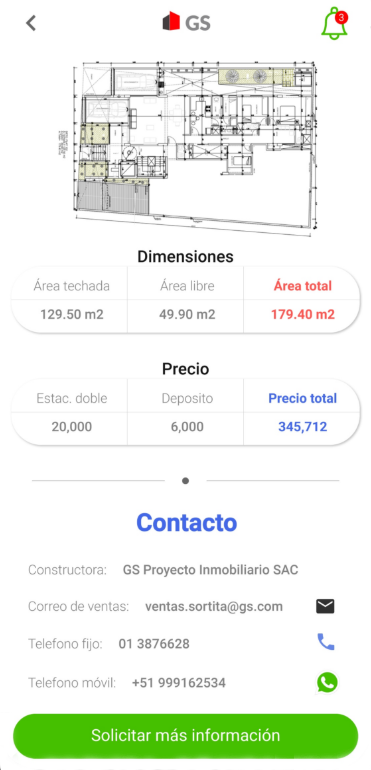 GS
3
Dimensiones
Área techada Área libre Área total
129.50 m2 49.90 m2 179.40 m2
Precio
Estac. doble Deposito Precio total
20,000 6,000 345,712
Contacto
Constructora: GS Proyecto Inmobiliario SAC
Correo de ventas: ventas.sortita@gs.com
Telefono fijo: 01 3876628
Telefono móvil: +51 999162534
Solicitar más información